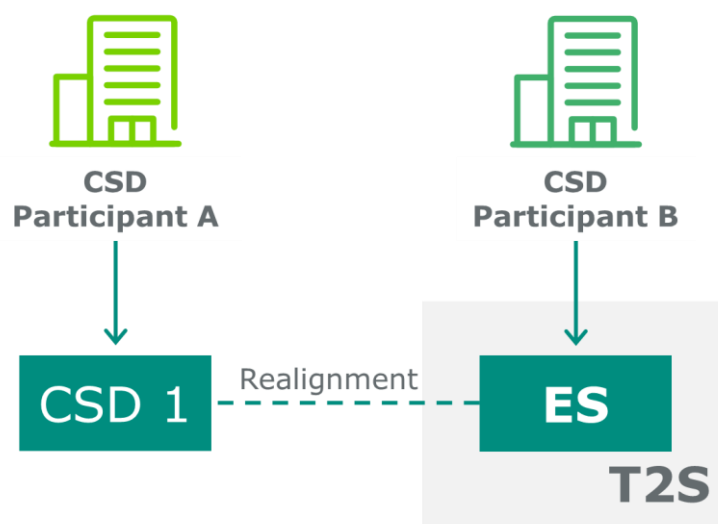 CSD
Participant A
CSD
Participant B
CSD 1
Realignment
ES
T2S